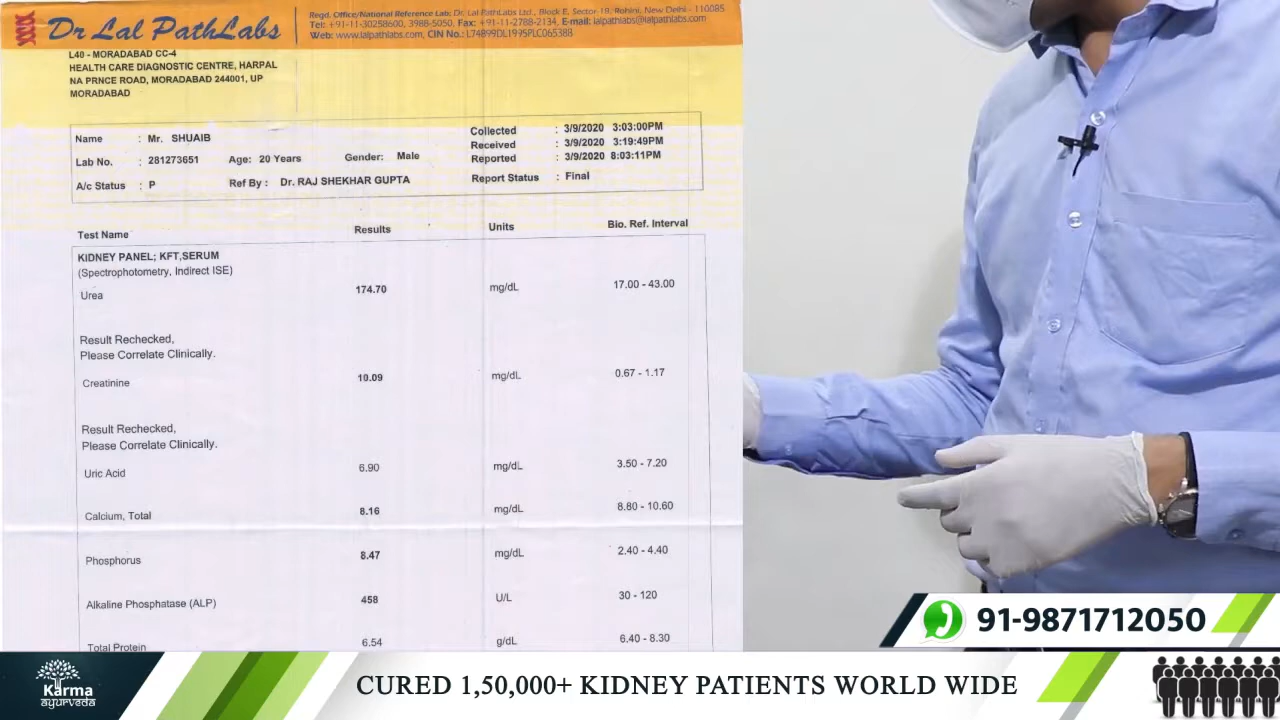 Dr Lal PathLabs
Regd. Office/National Reference Lab: Dr. Lal PathLabs Ltd., Block E, Sector-18, Rohini, New Delhi - 110085
Tel: +91-11-30258600, 3988-5050, Fax: +91-11-2788-2134, E-mail: lalpathlabs@lalpathlabs.com
Web: www.lalpathlabs.com, CIN No.: L74899DL1995PLC065388
L40 - MORADABAD CC-4
HEALTH CARE DIAGNOSTIC CENTRE, HARPAL
NA PRNCE ROAD, MORADABAD 244001, UP
MORADABAD
Name : Mr. SHUAIB Collected : 3/9/2020 3:03:00PM
Received : 3/9/2020 3:19:49PM
Lab No. : 281273651 Age: 20 Years Gender: Male Reported : 3/9/2020 8:03:11PM
A/c Status : P Ref By : Dr. RAJ SHEKHAR GUPTA Report Status : Final
Test Name Results Units Bio. Ref. Interval
KIDNEY PANEL; KFT,SERUM
(Spectrophotometry, Indirect ISE)
Urea 174.70 mg/dL 17.00 - 43.00
Result Rechecked,
Please Correlate Clinically.
Creatinine 10.09 mg/dL 0.67 - 1.17
Result Rechecked,
Please Correlate Clinically.
Uric Acid 6.90 mg/dL 3.50 - 7.20
Calcium, Total 8.16 mg/dL 8.80 - 10.60
Phosphorus 8.47 mg/dL 2.40 - 4.40
Alkaline Phosphatase (ALP) 458 U/L 30 - 120
Total Protein 6.54 g/dL 6.40 - 8.30
91-9871712050
Karma
ayurveda
CURED 1,50,000+ KIDNEY PATIENTS WORLD WIDE